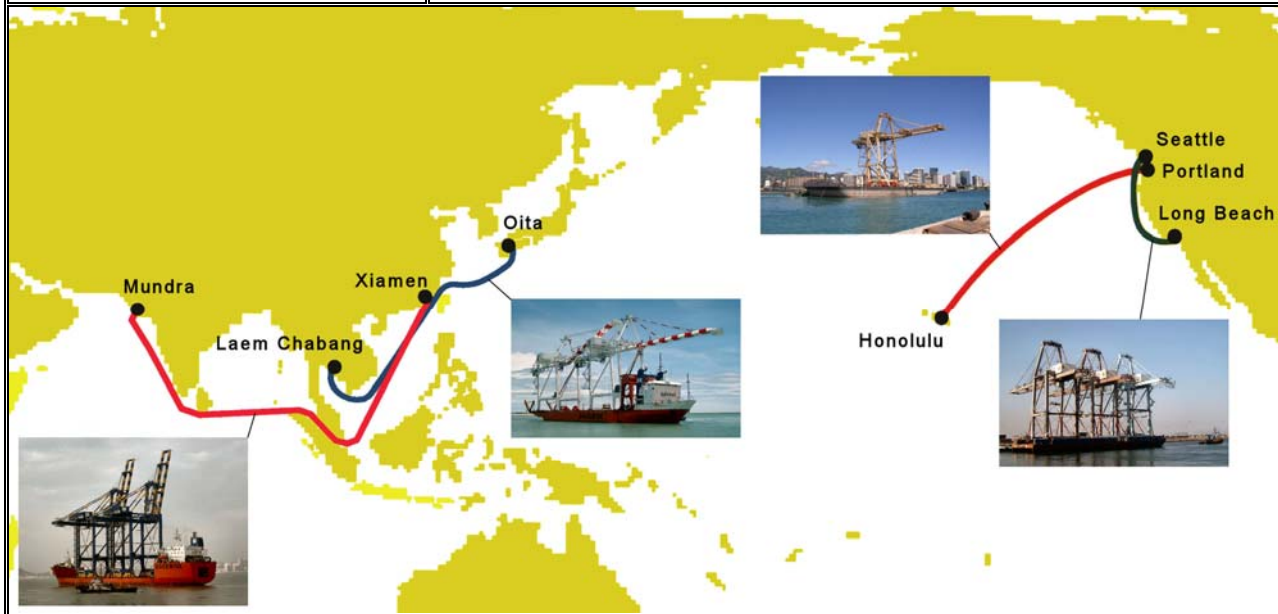 Seattle
Portland
Long Beach
Oita
Xiamen
Mundra
Laem Chabang
Honolulu